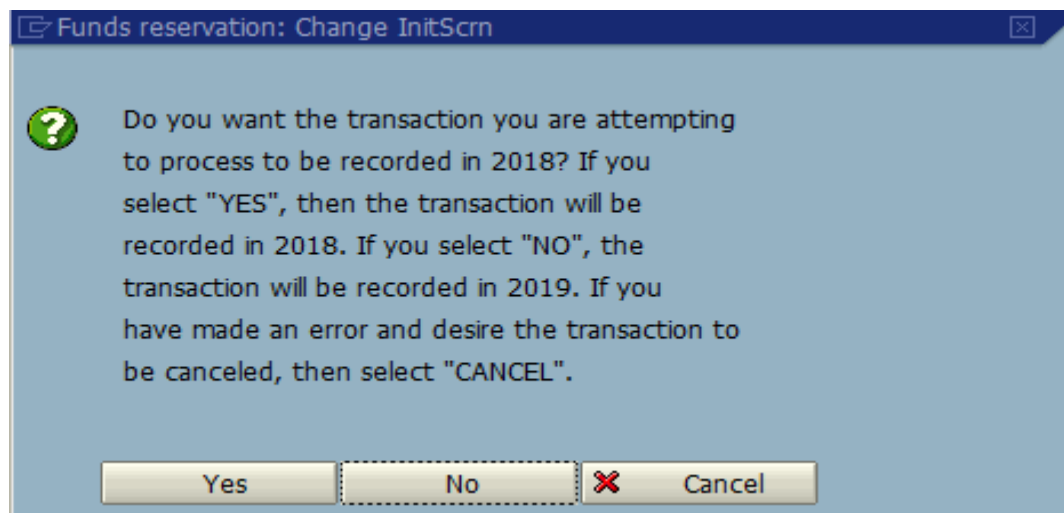 Funds reservation: Change InitScrn
Do you want the transaction you are attempting
to process to be recorded in 2018? If you
select "YES", then the transaction will be
recorded in 2018. If you select "NO", the
transaction will be recorded in 2019. If you
have made an error and desire the transaction to
be canceled, then select "CANCEL".
Yes No Cancel